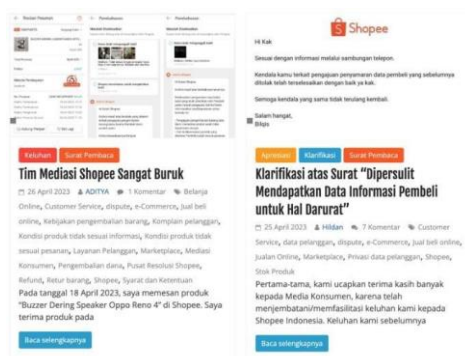 Rincian Pesanan
Shopee
Hi Kak
Sesuai dengan informasi melalui sambungan telepon.
Kendala kamu terkait pengajuan penyamaran data pembeli yang sebelumnya
ditolak telah terselesaikan dengan baik ya kak.
Semoga kendala yang sama tidak terulang kembali.
Salam hangat,
Keluhan Surat Pembaca
Tim Mediasi Shopee Sangat Buruk
26 April 2023 ADITYA 1 Komentar Belanja
Online, Customer Service, dispute, e-Commerce, Jual beli
online, Kebijakan pengembalian barang, Komplain pelanggan,
Kondisi produk tidak sesuai informasi, Kondisi produk tidak
sesuai pesanan, Layanan Pelanggan, Marketplace, Mediasi
Konsumen, Pengembalian dana, Pusat Resolusi Shopee,
Refund, Retur barang, Shopee, Syarat dan Ketentuan
Pada tanggal 18 April 2023, saya memesan produk
“Buzzer Dering Speaker Oppo Reno 4” di Shopee. Saya
terima produk pada
Baca selengkapnya
Apresiasi Klarifikasi Surat Pembaca
Klarifikasi atas Surat “Dipersulit
Mendapatkan Data Informasi Pembeli
untuk Hal Darurat”
25 April 2023 Hildan 7 Komentar Customer
Service, data pelanggan, dispute, e-Commerce, Jual beli online,
Jualan Online, Marketplace, Privasi data pelanggan, Shopee,
Stok Produk
Pertama-tama, kami ucapkan terima kasih banyak
kepada Media Konsumen, karena telah
menjembatani/memfasilitasi keluhan kami kepada
Shopee Indonesia. Keluhan kami sebelumnya
Baca selengkapnya